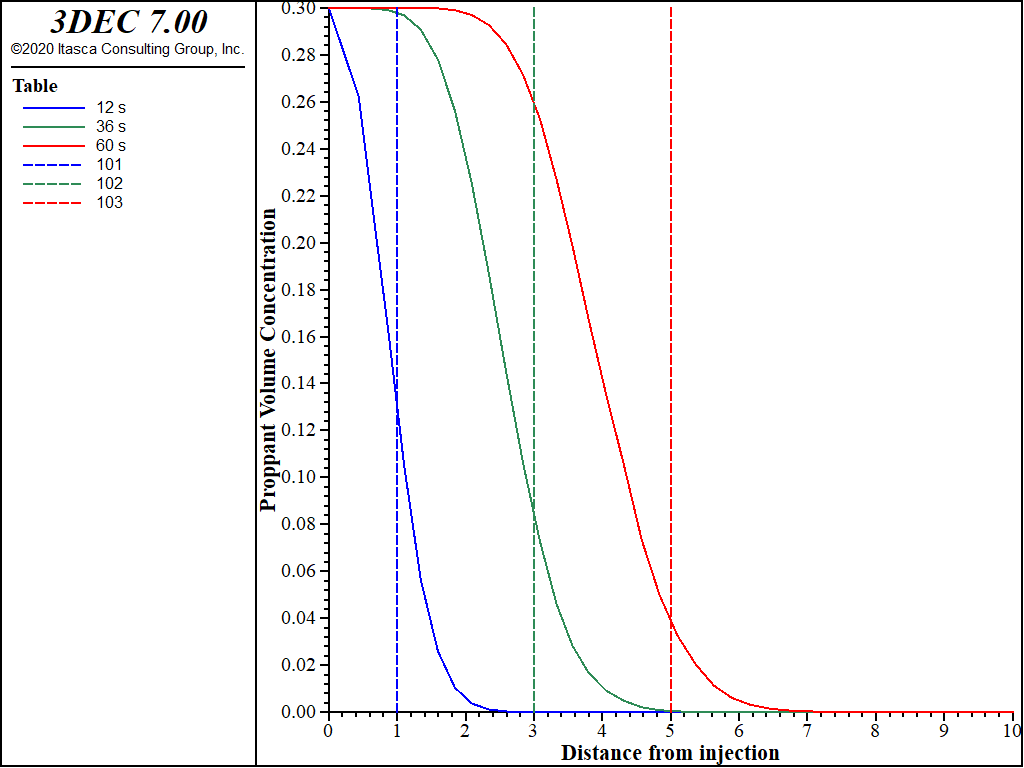 3DEC 7.00
©2020 Itasca Consulting Group, Inc.
Table
12 s
36 s
60 s
101
102
103
Proppant Volume Concentration
0.30
0.28
0.26
0.24
0.22
0.20
0.18
0.16
0.14
0.12
0.10
0.08
0.06
0.04
0.02
0.00
0 1 2 3 4 5 6 7 8 9 10
Distance from injection